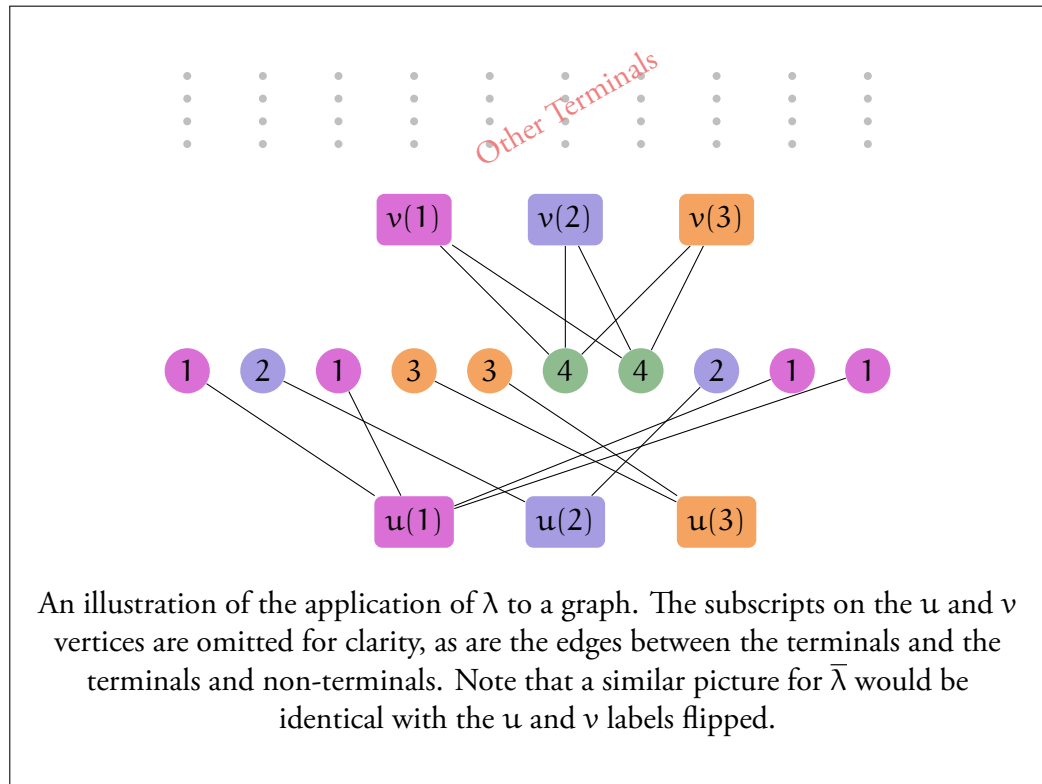 Other Terminals
v(1) v(2) v(3)
1 2 1 3 3 4 4 2 1 1
u(1) u(2) u(3)
An illustration of the application of λ to a graph. The subscripts on the u and v
vertices are omitted for clarity, as are the edges between the terminals and the
terminals and non-terminals. Note that a similar picture for λ̅ would be
identical with the u and v labels flipped.